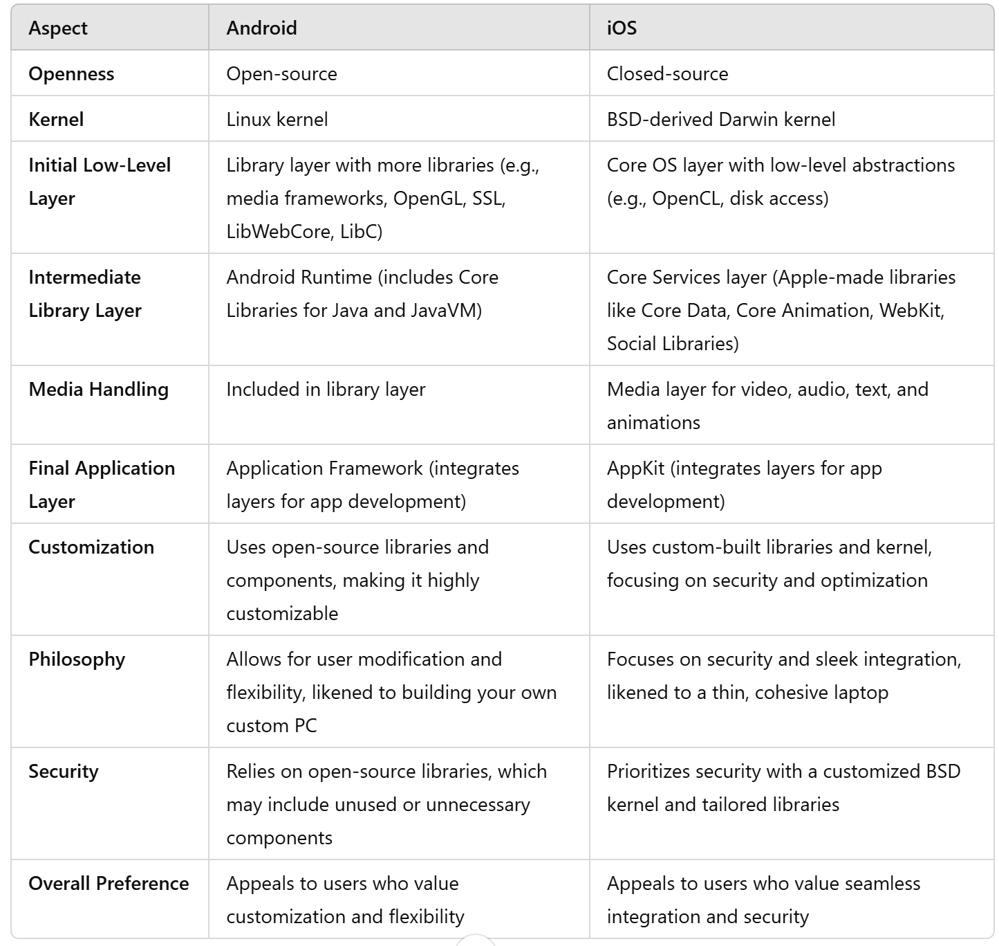 Aspect Android iOS
Openness Open-source Closed-source
Kernel Linux kernel BSD-derived Darwin kernel
Initial Low-Level Library layer with more libraries (e.g., Core OS layer with low-level abstractions
Layer media frameworks, OpenGL, SSL, (e.g., OpenCL, disk access)
LibWebCore, LibC)
Intermediate Android Runtime (includes Core Core Services layer (Apple-made libraries
Library Layer Libraries for Java and JavaVM) like Core Data, Core Animation, WebKit,
Social Libraries)
Media Handling Included in library layer Media layer for video, audio, text, and
animations
Final Application Application Framework (integrates AppKit (integrates layers for app
Layer layers for app development) development)
Customization Uses open-source libraries and Uses custom-built libraries and kernel,
components, making it highly focusing on security and optimization
customizable
Philosophy Allows for user modification and Focuses on security and sleek integration,
flexibility, likened to building your own likened to a thin, cohesive laptop
custom PC
Security Relies on open-source libraries, which Prioritizes security with a customized BSD
may include unused or unnecessary kernel and tailored libraries
components
Overall Preference Appeals to users who value Appeals to users who value seamless
customization and flexibility integration and security